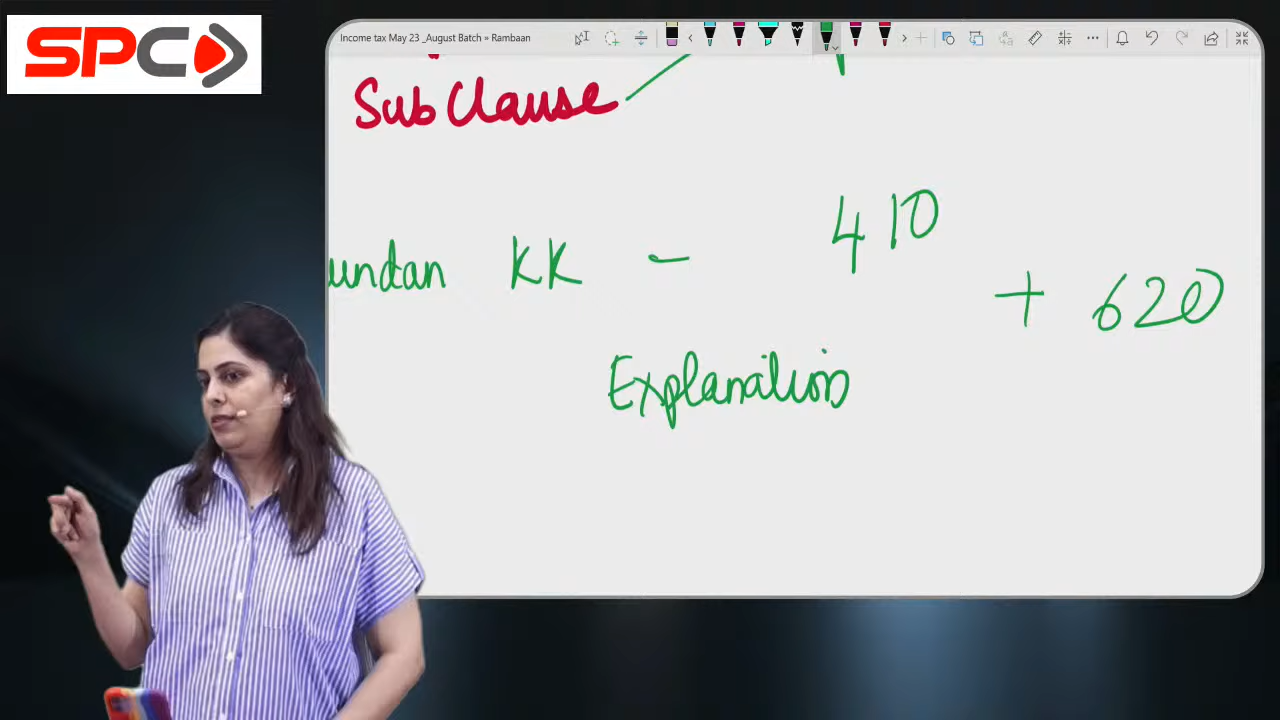 SPC
Income tax May 23 _August Batch » Rambaan
Sub Clause
undan KK - 410
+ 620
Explanation